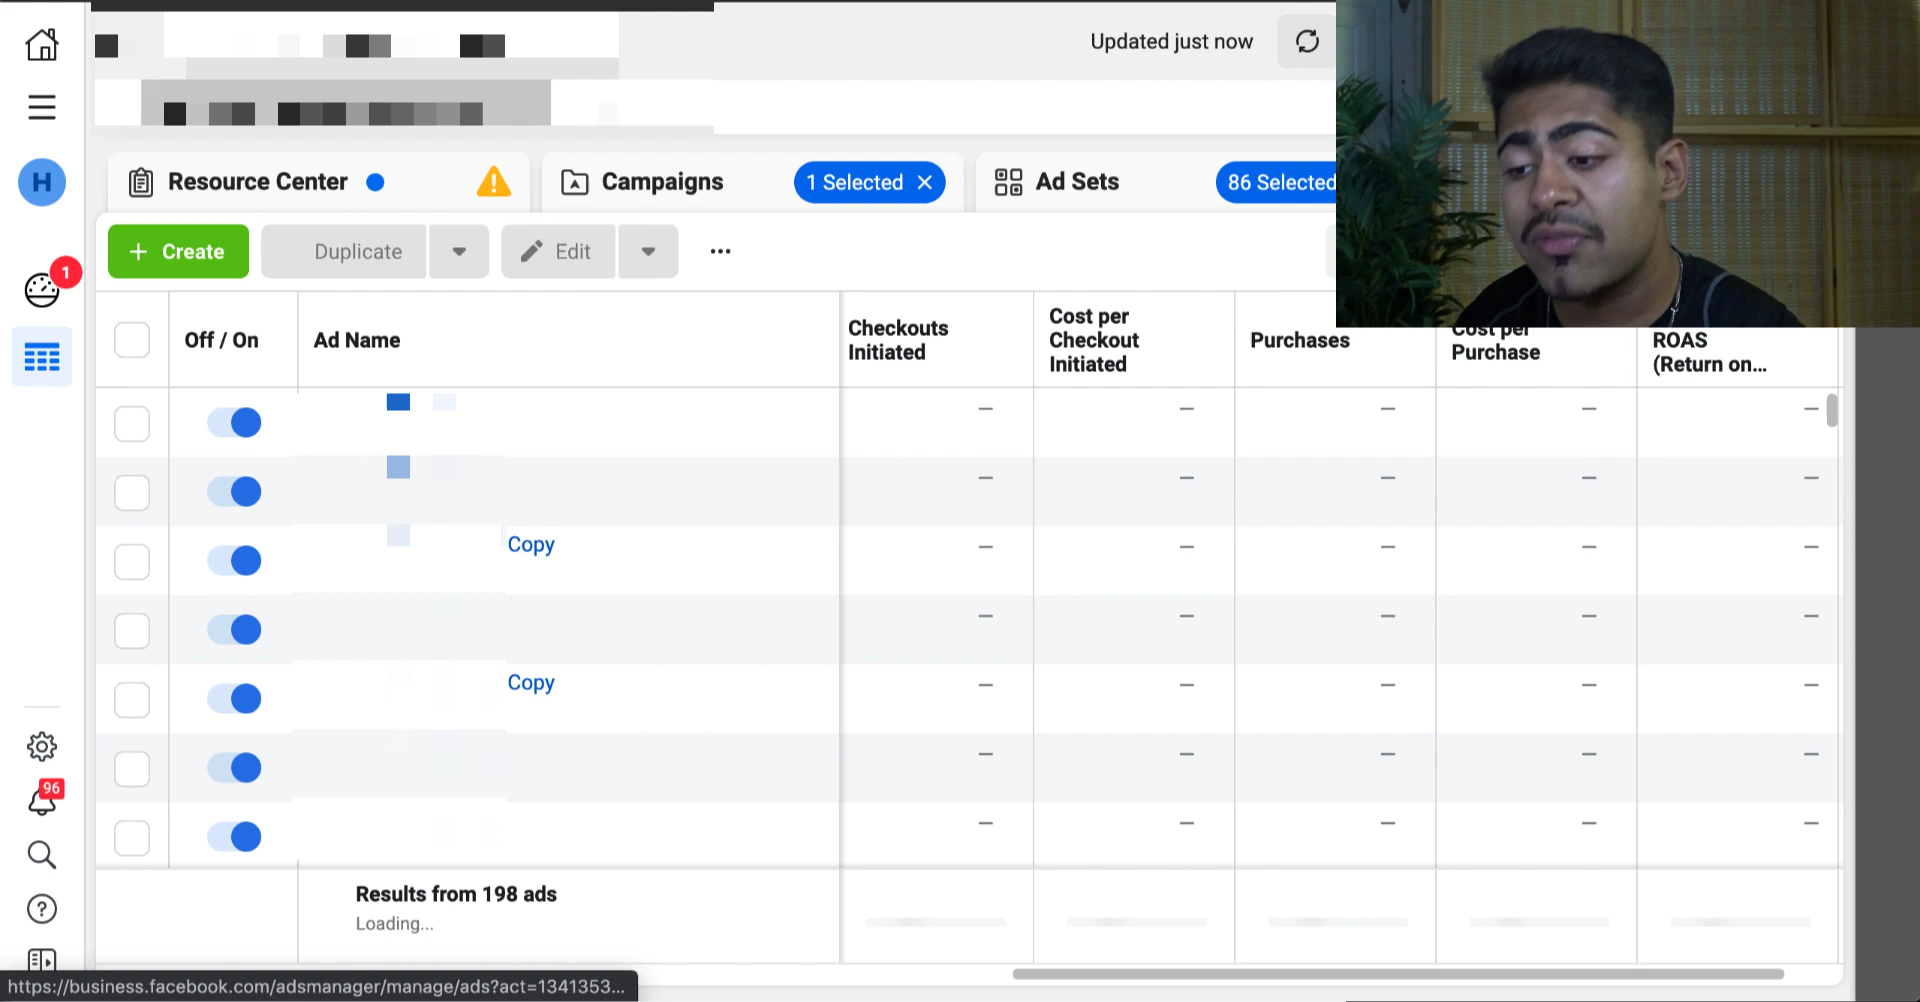 Updated just now
Resource Center
Campaigns
1 Selected
Ad Sets
86 Selected
H
Create
Duplicate
Edit
1
Off / On
Ad Name
Checkouts Initiated
Cost per Checkout Initiated
Purchases
Cost per Purchase
ROAS (Return on...
Copy
Copy
96
Results from 198 ads
Loading...
https://business.facebook.com/adsmanager/manage/ads?act=1341353...